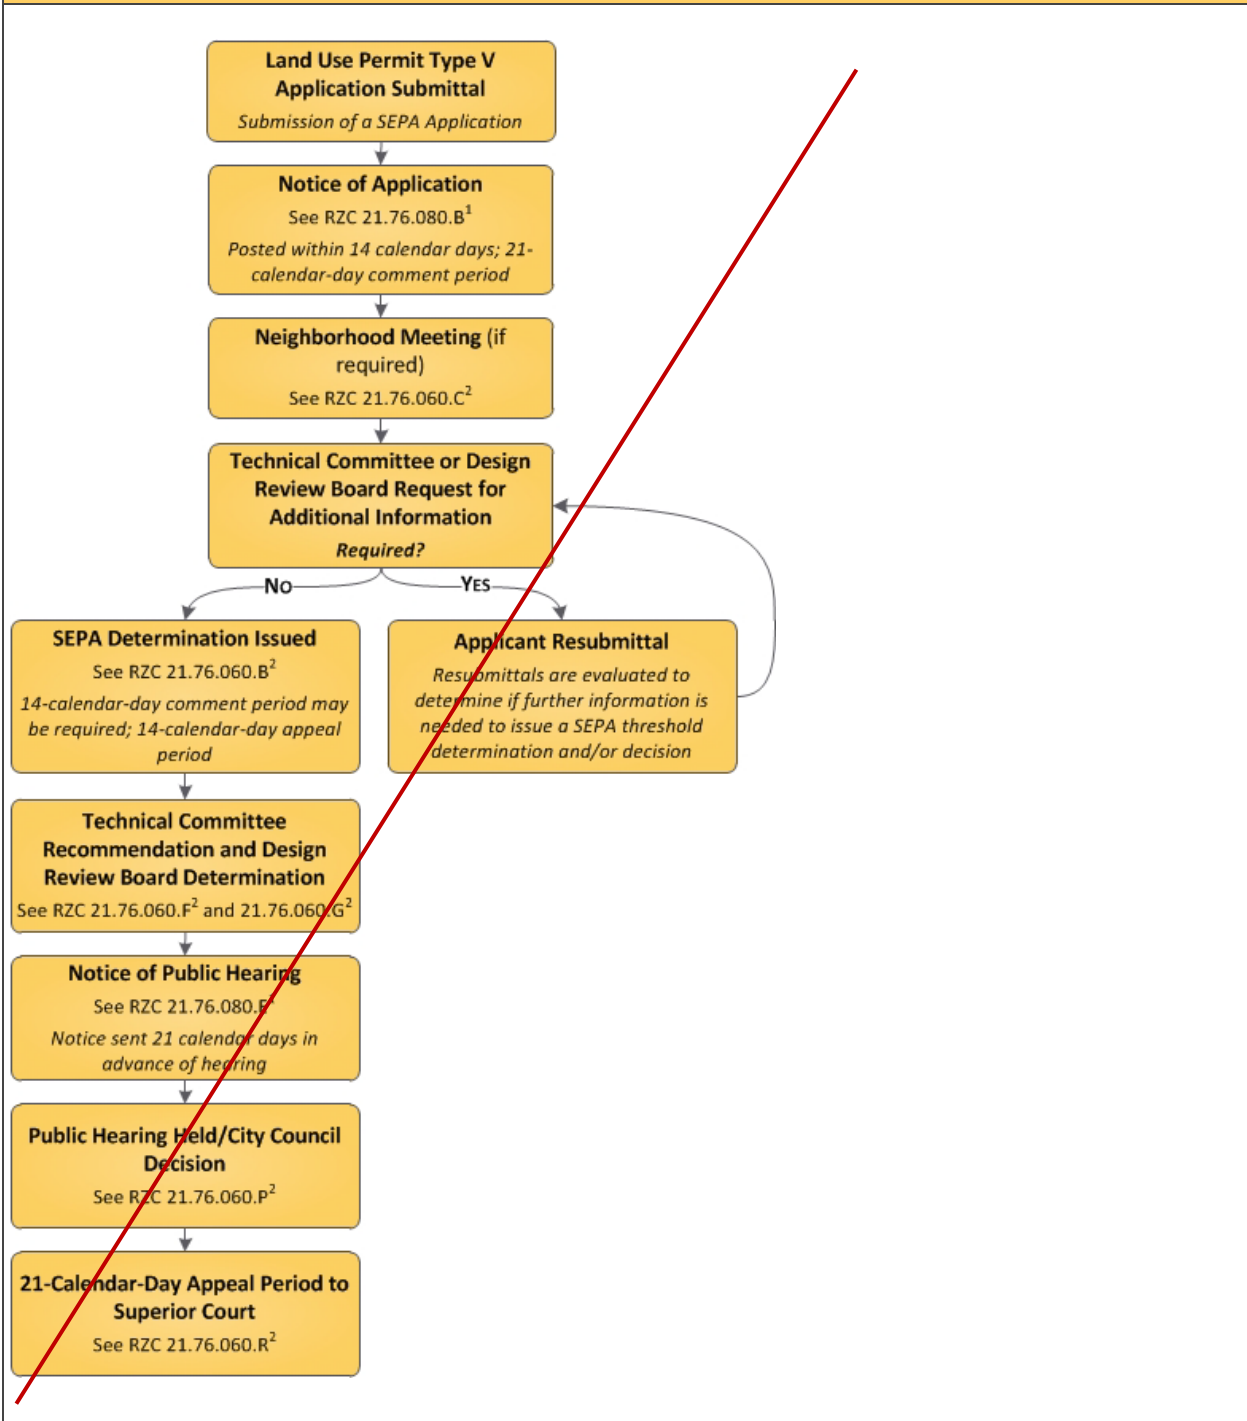 Land Use Permit Type V
Application Submittal
Submission of a SEPA Application
Notice of Application
See RZC 21.76.080.B1
Posted within 14 calendar days; 21-
calendar-day comment period
Neighborhood Meeting (if
required)
See RZC 21.76.060.C2
Technical Committee or Design
Review Board Request for
Additional Information
Required?
No
Yes
SEPA Determination Issued
See RZC 21.76.060.B2
14-calendar-day comment period may
be required; 14-calendar-day appeal
period
Applicant Resubmittal
Resubmittals are evaluated to
determine if further information is
needed to issue a SEPA threshold
determination and/or decision
Technical Committee
Recommendation and Design
Review Board Determination
See RZC 21.76.060.F2 and 21.76.060.G2
Notice of Public Hearing
See RZC
Notice sent 21 calendar days in
advance of hearing
Public Hearing Held/City Council
Decision
See RZC 21.76.060.P2
21-Calendar-Day Appeal Period to
Superior Court
See RZC 21.76.060.R2